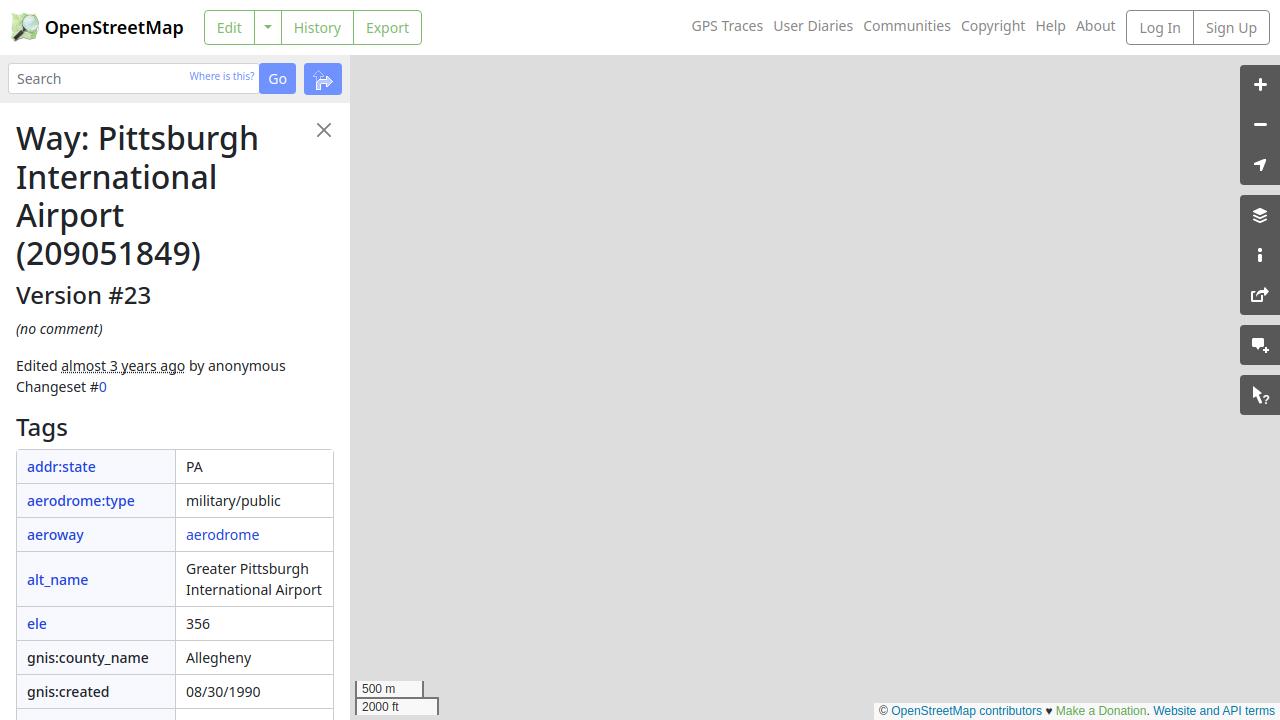 OpenStreetMap
Edit
History
Export
GPS Traces
User Diaries
Communities
Copyright
Help
About
Log In
Sign Up
Search
Where is this?
Go
Way: Pittsburgh
International
Airport
(209051849)
Version #23
(no comment)
Edited almost 3 years ago by anonymous
Changeset #0
Tags
addr:state PA
aerodrome:type military/public
aeroway aerodrome
alt_name Greater Pittsburgh
International Airport
ele 356
gnis:county_name Allegheny
gnis:created 08/30/1990
500 m
2000 ft
© OpenStreetMap contributors ♥ Make a Donation. Website and API terms